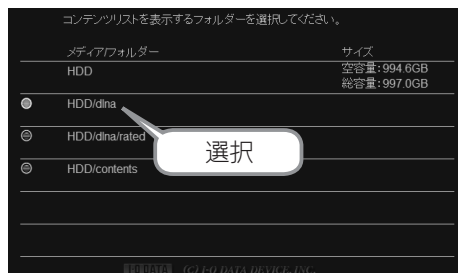 コンテンツリストを表示するフォルダーを選択してください。
メディア/フォルダー サイズ
HDD 空容量:994.6GB
総容量:997.0GB
HDD/dlna
HDD/dlna/rated
選択
HDD/contents
I-O DATA (C) I-O DATA DEVICE, INC.